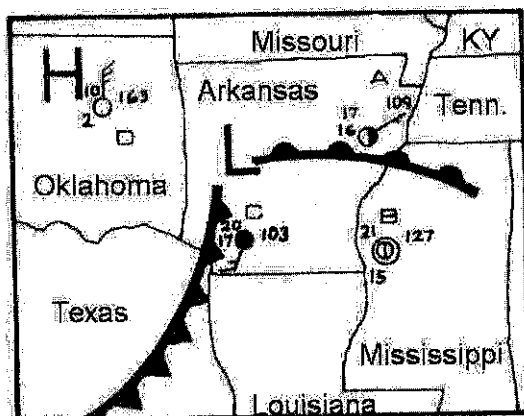 Missouri
KY
H
10 163
2
D
Oklahoma
Arkansas
A
109
17
16
Tenn.
L
20 C
17 103
B
21 127
15
Texas
Mississippi
Louisiana